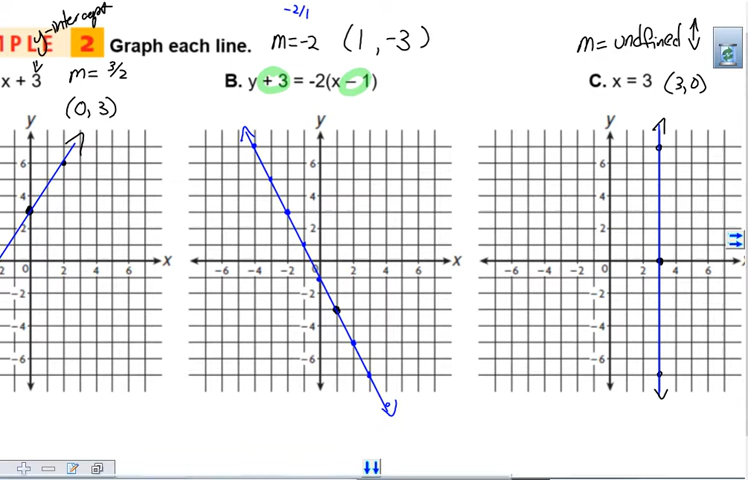 y-intercept
-2/1
MPLE 2 Graph each line. m=-2 (1, -3)
m = undfined
x + 3 m = 3/2
B. y + 3 = -2(x - 1)
C. x = 3 (3,0)
(0, 3)
y y y
6 6 6
4 4 4
2 2 2
2 0 2 4 6 x
-6 -4 -2 0 2 4 6 x
-6 -4 -2 0 2 4 6 x
-2 -2 -2
-4 -4 -4
-6 -6 -6